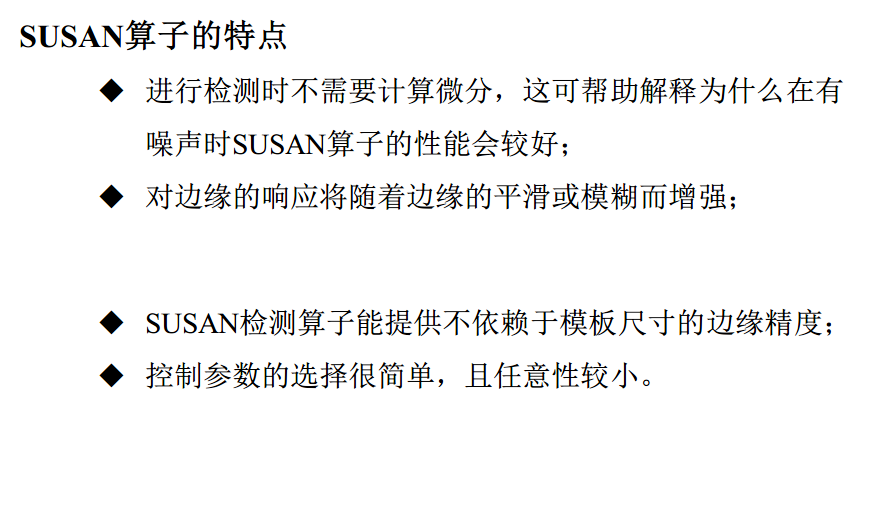 SUSAN算子的特点
◆ 进行检测时不需要计算微分，这可帮助解释为什么在有
噪声时SUSAN算子的性能会较好；
◆ 对边缘的响应将随着边缘的平滑或模糊而增强；
◆ SUSAN检测算子能提供不依赖于模板尺寸的边缘精度；
◆ 控制参数的选择很简单，且任意性较小。